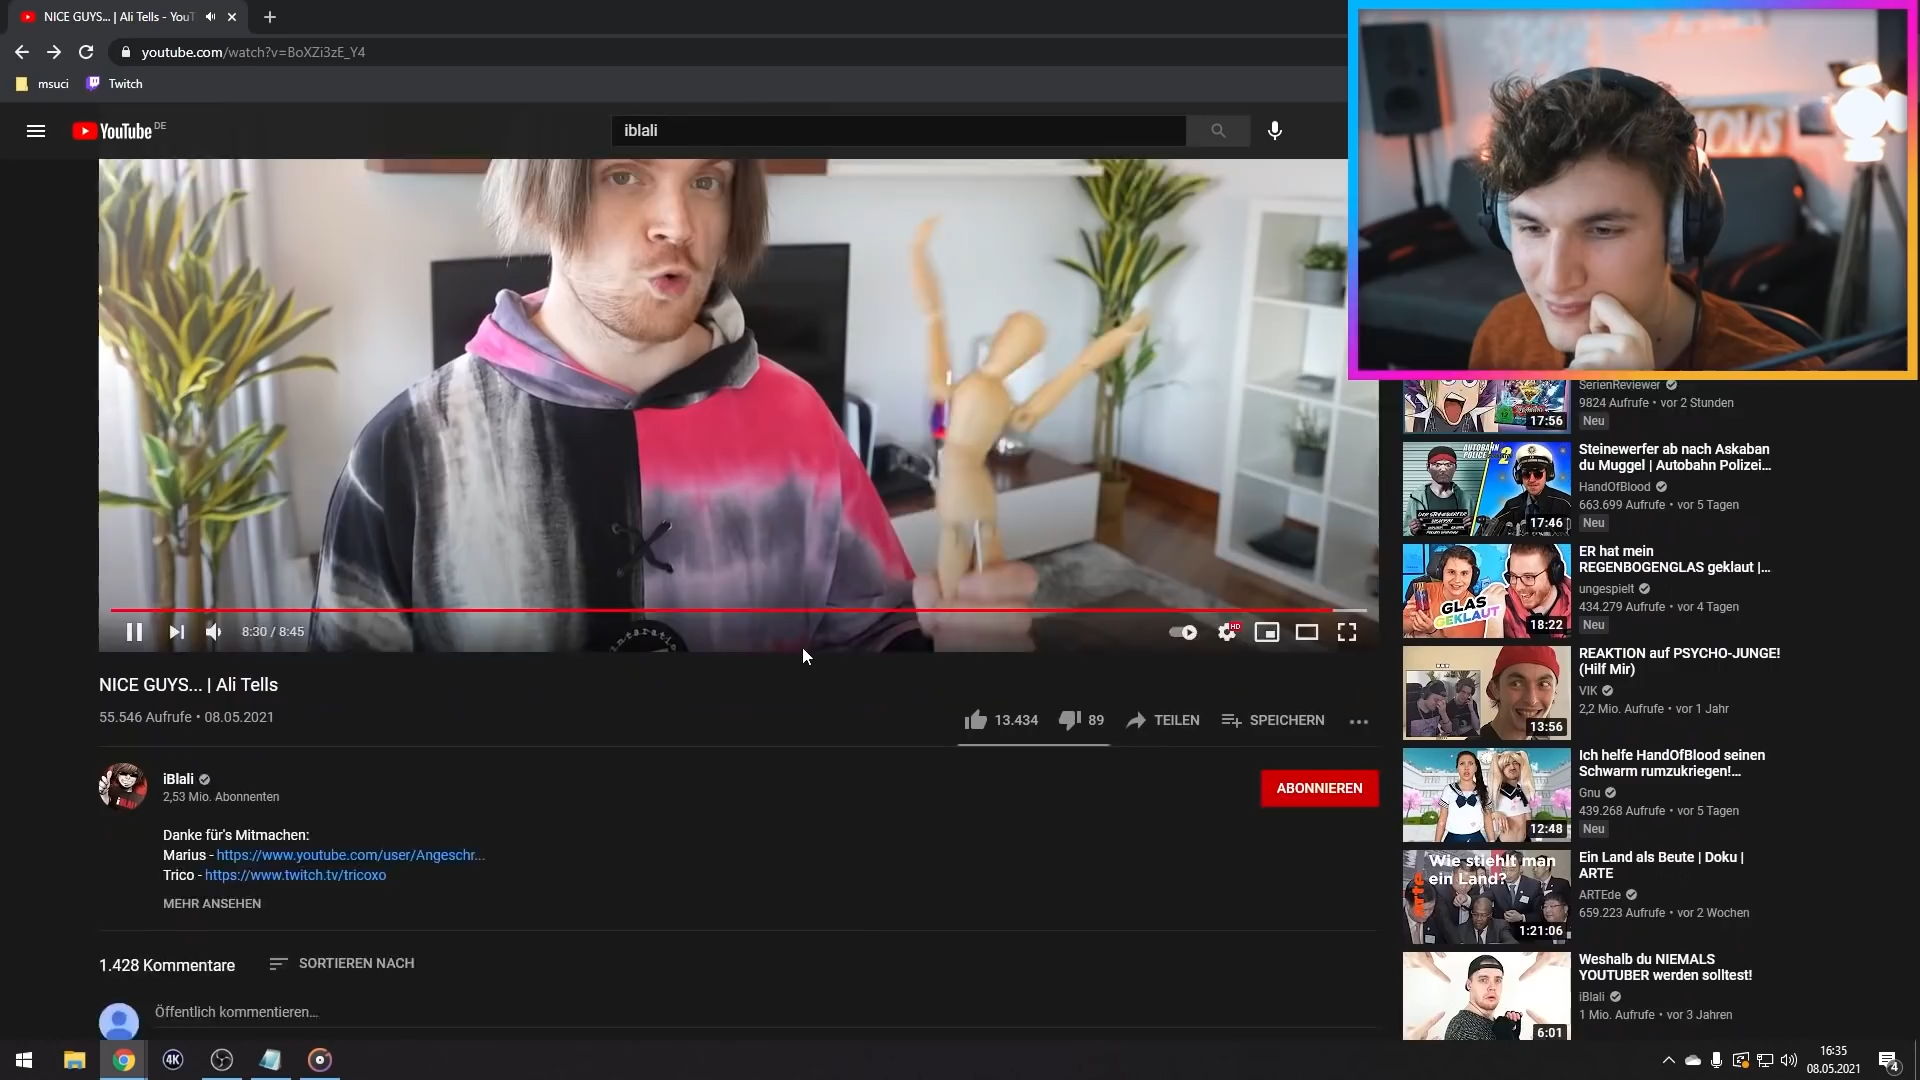 NICE GUYS... | Ali Tells - YouT
youtube.com/watch?v=BoXZi3zE_Y4
msuci
Twitch
YouTube DE
iblali
8:30 / 8:45
HD
NICE GUYS... | Ali Tells
55.546 Aufrufe • 08.05.2021
13.434
89
TEILEN
SPEICHERN
iBlali
2,53 Mio. Abonnenten
ABONNIEREN
Danke für's Mitmachen:
Marius - https://www.youtube.com/user/Angeschr...
Trico - https://www.twitch.tv/tricoxo
MEHR ANSEHEN
1.428 Kommentare
SORTIEREN NACH
Öffentlich kommentieren...
SerienReviewer
9824 Aufrufe • vor 2 Stunden
Neu
17:56
Steinewerfer ab nach Askaban
du Muggel | Autobahn Polizei...
HandOfBlood
663.699 Aufrufe • vor 5 Tagen
Neu
AUTOBAHN
POLICE
2
17:46
ER hat mein
REGENBOGENGLAS geklaut |...
ungespielt
434.279 Aufrufe • vor 4 Tagen
Neu
GLAS
GEKLAUT
18:22
REAKTION auf PSYCHO-JUNGE!
(Hilf Mir)
VIK
2,2 Mio. Aufrufe • vor 1 Jahr
13:56
Ich helfe HandOfBlood seinen
Schwarm rumzukriegen!...
Gnu
439.268 Aufrufe • vor 5 Tagen
Neu
12:48
Ein Land als Beute | Doku |
ARTE
ARTEde
659.223 Aufrufe • vor 2 Wochen
Wie stiehlt man
ein Land?
arte
1:21:06
Weshalb du NIEMALS
YOUTUBER werden solltest!
iBlali
1 Mio. Aufrufe • vor 3 Jahren
6:01
4K
16:35
08.05.2021
4